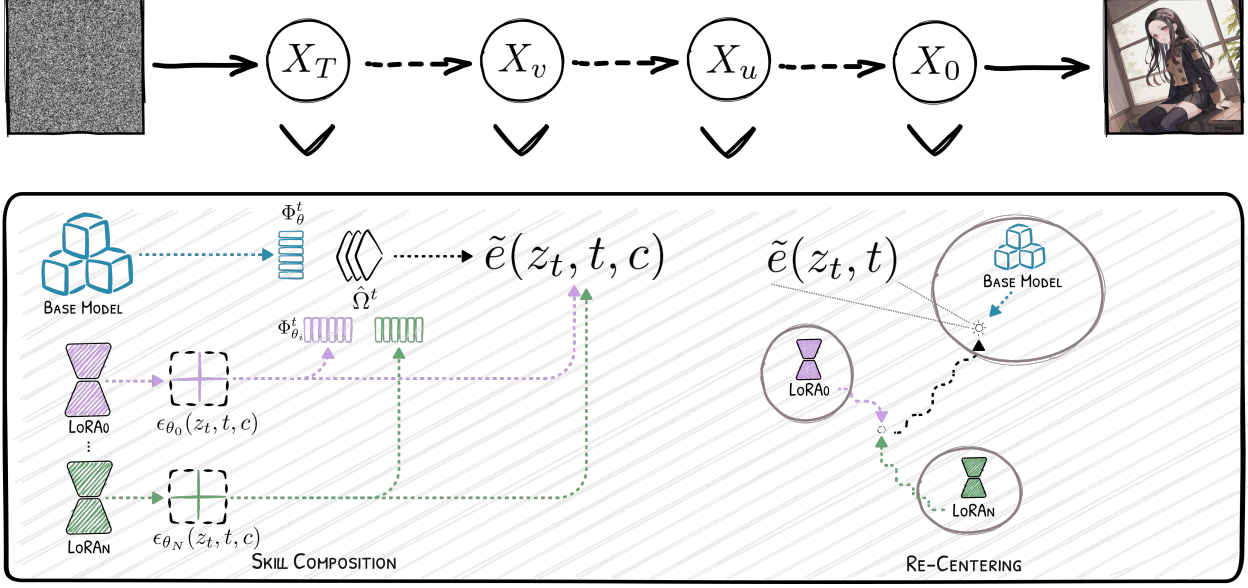 X_T
X_v
X_u
X_0
Φ^t_θ
ẽ(z_t, t, c)
Ω̂^t
BASE MODEL
Φ^t_{θ_i}
LORA0
ϵ_{θ_0}(z_t, t, c)
⋮
LORAN
ϵ_{θ_N}(z_t, t, c)
SKILL COMPOSITION
ẽ(z_t, t)
BASE MODEL
LORA0
LORAN
RE-CENTERING